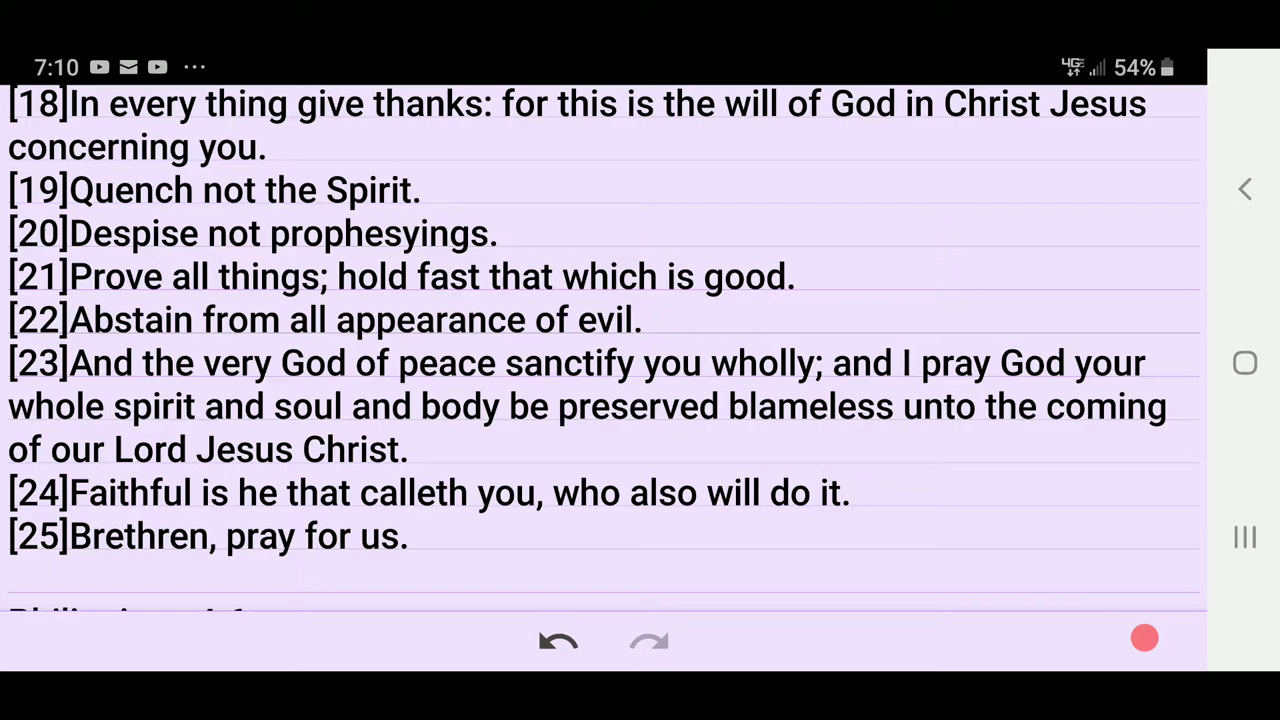 7:10 ... 4G 54%
[18]In every thing give thanks: for this is the will of God in Christ Jesus
concerning you.
[19]Quench not the Spirit.
[20]Despise not prophesyings.
[21]Prove all things; hold fast that which is good.
[22]Abstain from all appearance of evil.
[23]And the very God of peace sanctify you wholly; and I pray God your
whole spirit and soul and body be preserved blameless unto the coming
of our Lord Jesus Christ.
[24]Faithful is he that calleth you, who also will do it.
[25]Brethren, pray for us.